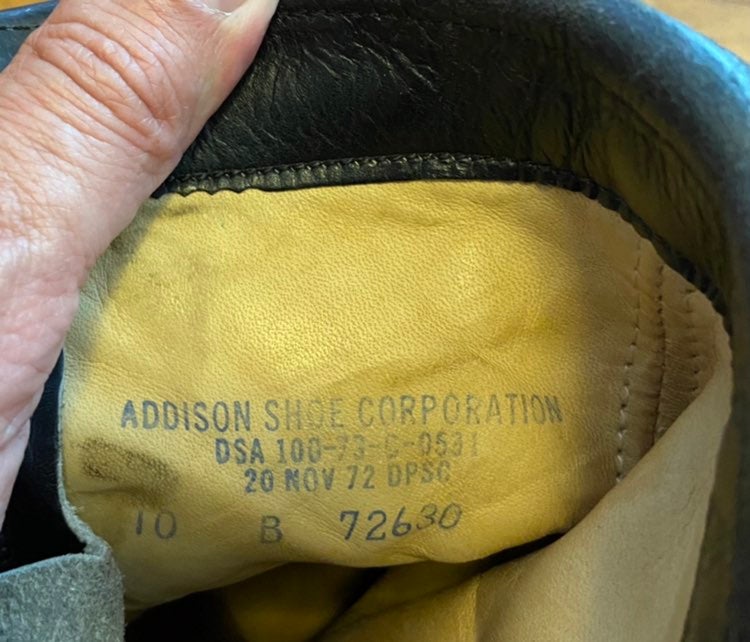 ADDISON SHOE CORPORATION
DSA 100-73-C-0531
20 NOV 72 DPSC
10 B 72630